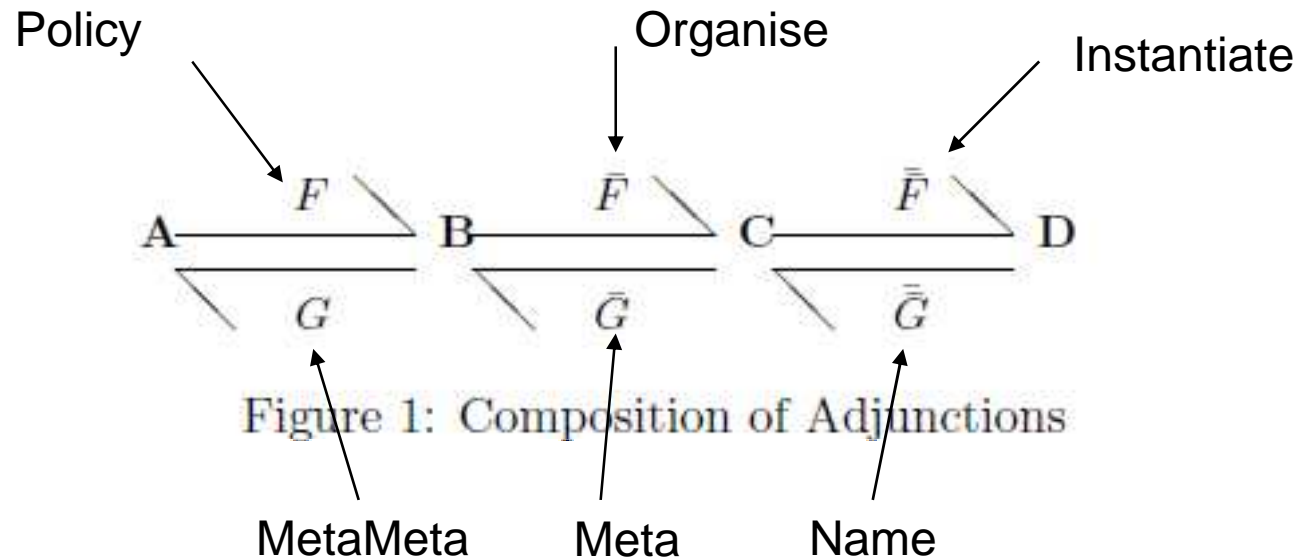 Policy
Organise
Instantiate
F F̄ F̿
A B C D
G Ḡ G̿
Figure 1: Composition of Adjunctions
MetaMeta Meta Name